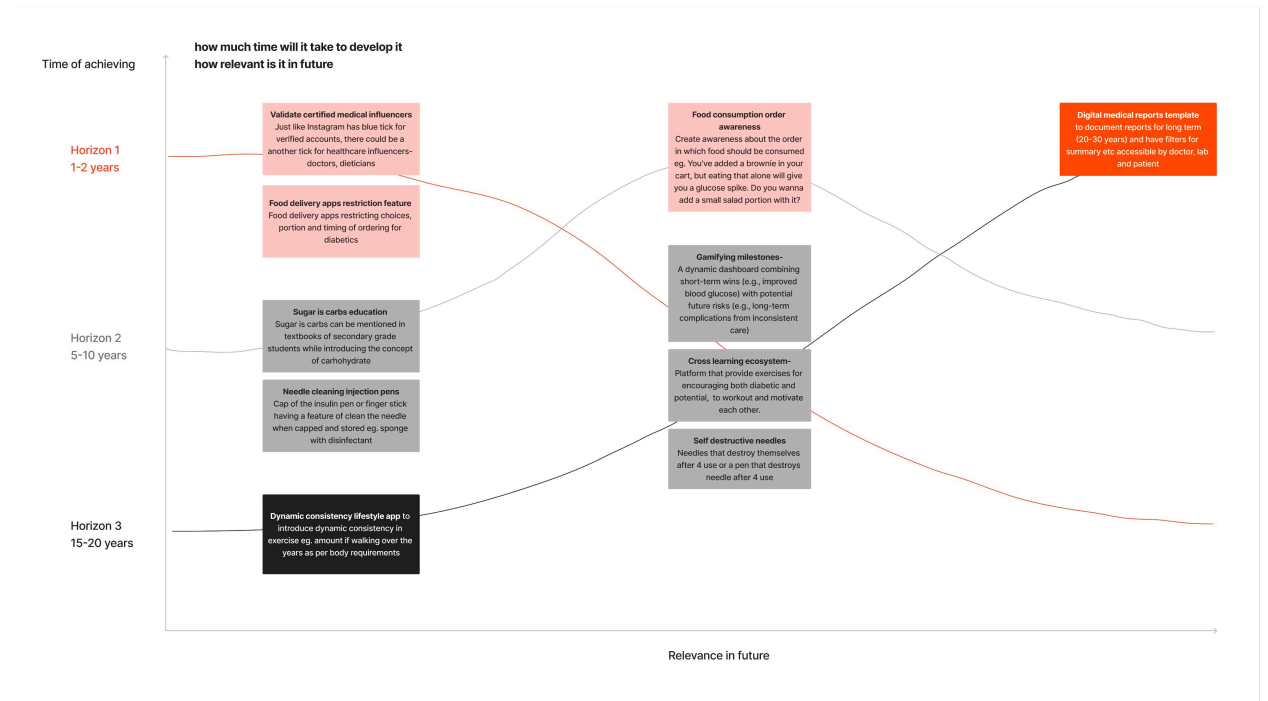 how much time will it take to develop it
how relevant is it in future
Time of achieving
Horizon 1
1-2 years
Validate certified medical influencers
Just like Instagram has blue tick for
verified accounts, there could be a
another tick for healthcare influencers-
doctors, dieticians
Food delivery apps restriction feature
Food delivery apps restricting choices,
portion and timing of ordering for
diabetics
Food consumption order
awareness
Create awareness about the order
in which food should be consumed
eg. You've added a brownie in your
cart, but eating that alone will give
you a glucose spike. Do you wanna
add a small salad portion with it?
Digital medical reports template
to document reports for long term
(20-30 years) and have filters for
summary etc accessible by doctor, lab
and patient
Horizon 2
5-10 years
Sugar is carbs education
Sugar is carbs can be mentioned in
textbooks of secondary grade
students while introducing the concept
of carhohydrate
Needle cleaning injection pens
Cap of the insulin pen or finger stick
having a feature of clean the needle
when capped and stored eg. sponge
with disinfectant
Gamifying milestones-
A dynamic dashboard combining
short-term wins (e.g., improved
blood glucose) with potential
future risks (e.g., long-term
complications from inconsistent
care)
Cross learning ecosystem-
Platform that provide exercises for
encouraging both diabetic and
potential, to workout and motivate
each other.
Self destructive needles
Needles that destroy themselves
after 4 use or a pen that destroys
needle after 4 use
Horizon 3
15-20 years
Dynamic consistency lifestyle app to
introduce dynamic consistency in
exercise eg. amount if walking over the
years as per body requirements
Relevance in future